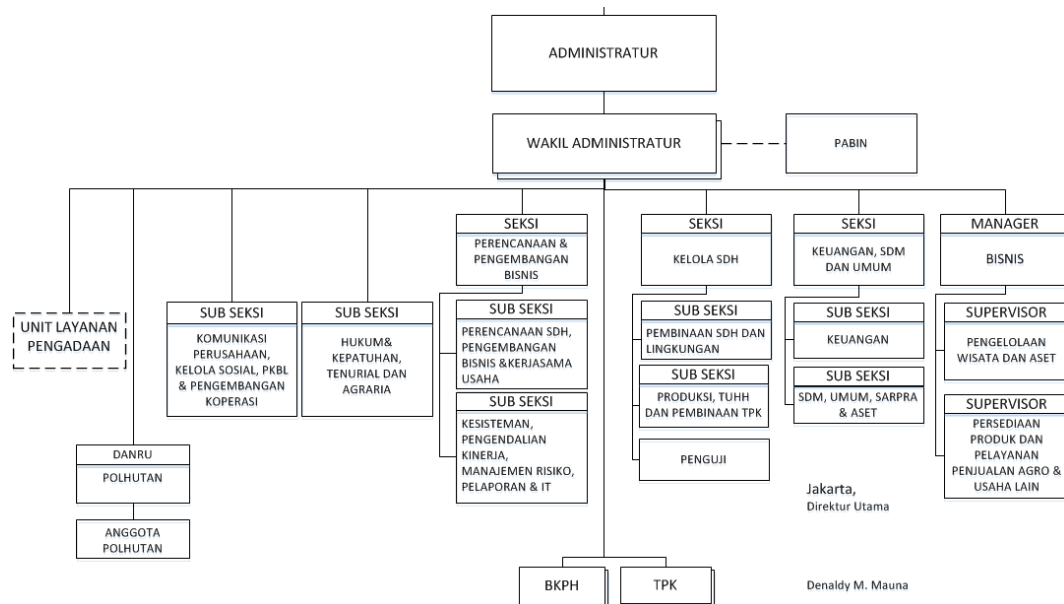 ADMINISTRATUR
WAKIL ADMINISTRATUR
PABIN
UNIT LAYANAN
PENGADAAN
DANRU
POLHUTAN
ANGGOTA
POLHUTAN
SUB SEKSI
KOMUNIKASI
PERUSAHAAN,
KELOLA SOSIAL, PKBL
& PENGEMBANGAN
KOPERASI
SUB SEKSI
HUKUM&
KEPATUHAN,
TENURIAL DAN
AGRARIA
SEKSI
PERENCANAAN &
PENGEMBANGAN
BISNIS
SUB SEKSI
PERENCANAAN SDH,
PENGEMBANGAN
BISNIS &KERJASAMA
USAHA
SUB SEKSI
KESISTEMAN,
PENGENDALIAN
KINERJA,
MANAJEMEN RISIKO,
PELAPORAN & IT
SEKSI
KELOLA SDH
SUB SEKSI
PEMBINAAN SDH DAN
LINGKUNGAN
SUB SEKSI
PRODUKSI, TUHH
DAN PEMBINAAN TPK
PENGUJI
SEKSI
KEUANGAN, SDM
DAN UMUM
SUB SEKSI
KEUANGAN
SUB SEKSI
SDM, UMUM, SARPRA
& ASET
MANAGER
BISNIS
SUPERVISOR
PENGELOLAAN
WISATA DAN ASET
SUPERVISOR
PERSEDIAAN
PRODUK DAN
PELAYANAN
PENJUALAN AGRO &
USAHA LAIN
BKPH
TPK
Jakarta,
Direktur Utama
Denaldy M. Mauna